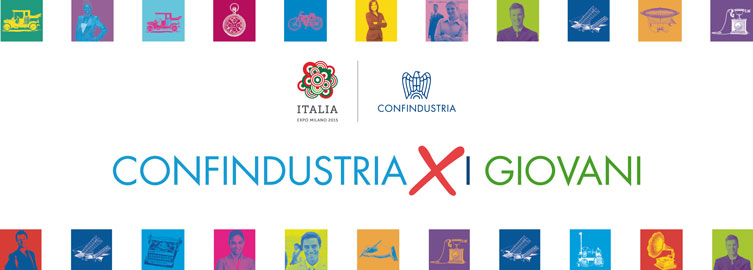 ITALIA
EXPO MILANO 2015
CONFINDUSTRIA
CONFINDUSTRIA X I GIOVANI